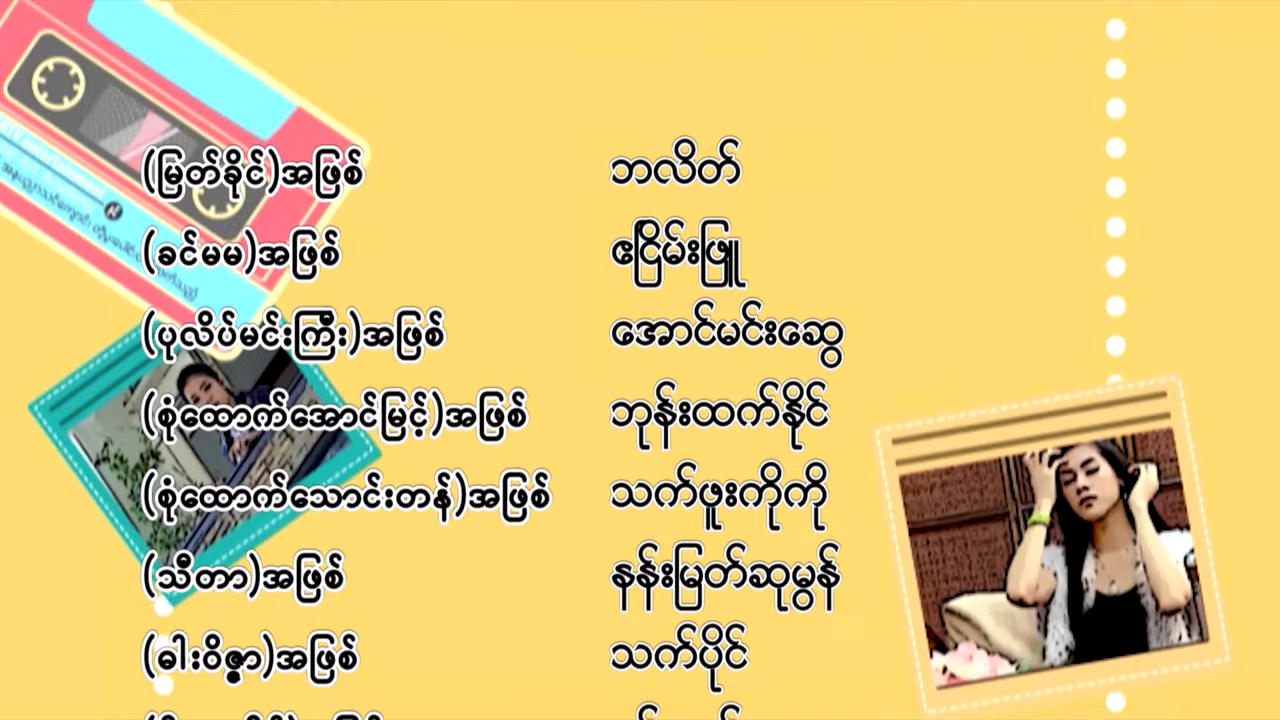 (မြတ်ခိုင်)အဖြစ် ဘလိတ်
(ခင်မမ)အဖြစ် ငြိမ်းဖြူ
(ပုလိပ်မင်းကြီး)အဖြစ် အောင်မင်းဆွေ
(စုံထောက်အောင်မြင့်)အဖြစ် ဘုန်းထက်နိုင်
(စုံထောက်သောင်းတန်)အဖြစ် သက်ဖူးကိုကို
(သီတာ)အဖြစ် နန်းမြတ်ဆုမွန်
(ဓါးဝိဇ္ဇာ)အဖြစ် သက်ပိုင်